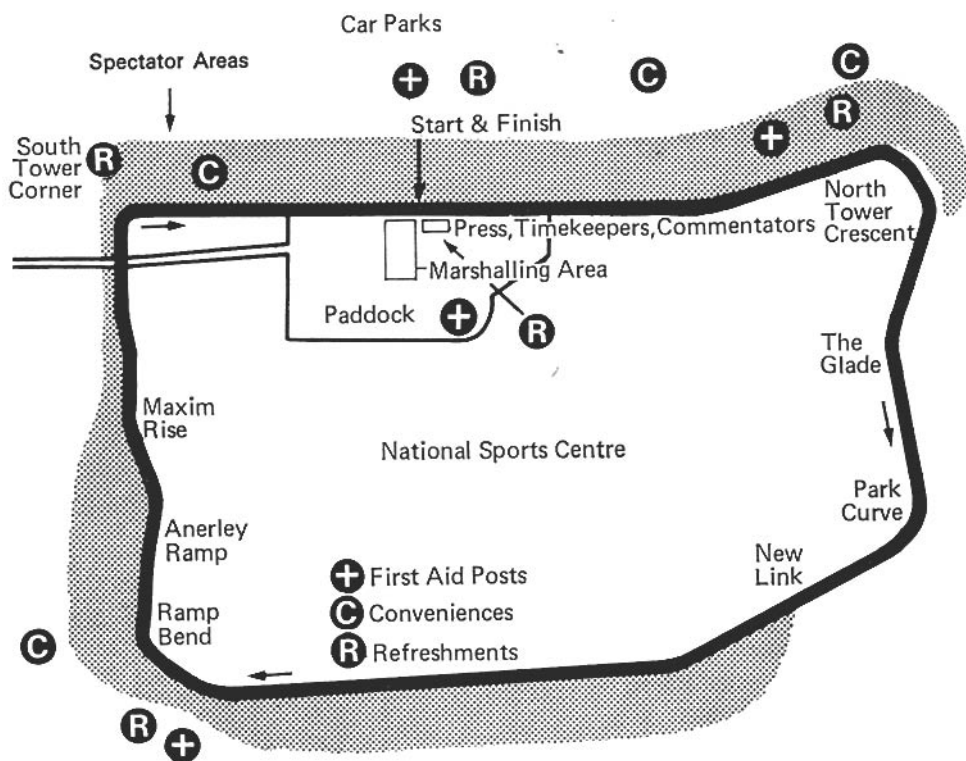 Car Parks
Spectator Areas
+
R
C
C
R
Start & Finish
+
South
Tower
Corner
R
C
North
Tower
Crescent
Press,Timekeepers,Commentators
Marshalling Area
Paddock
+
R
The
Glade
Maxim
Rise
National Sports Centre
Park
Curve
Anerley
Ramp
New
Link
+ First Aid Posts
C Conveniences
R Refreshments
Ramp
Bend
C
R
+